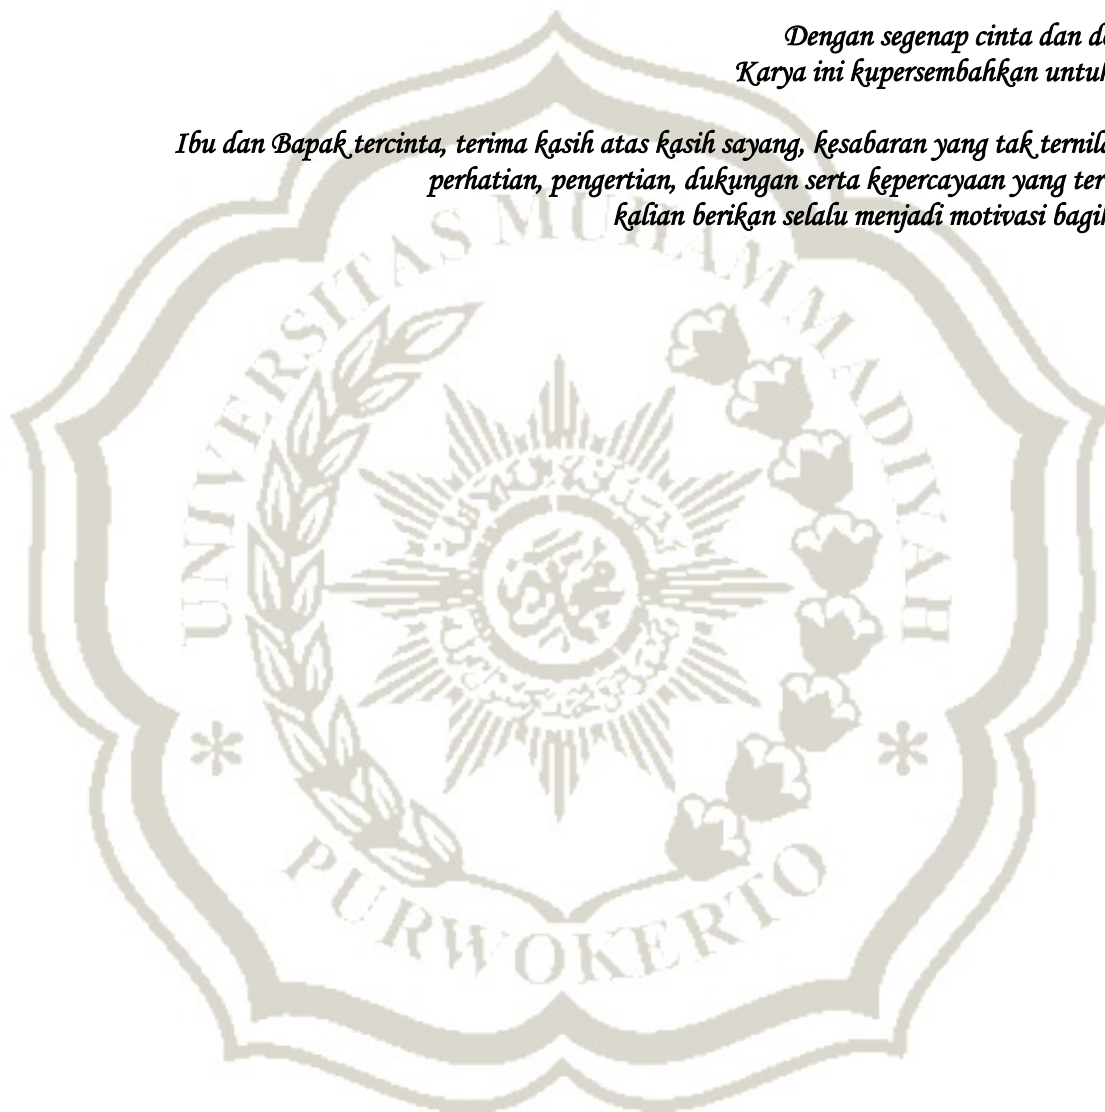 Dengan segenap cinta dan
Karya ini kupersembahkan
Ibu dan Bapak tercinta, terima kasih atas kasih sayang, kesabaran yang tak
perhatian, pengertian, dukungan serta kepercayaan yang
kalian berikan selalu menjadi motivasi
UNIVERSITAS MUHAMMADIYAH
PURWOKERTO